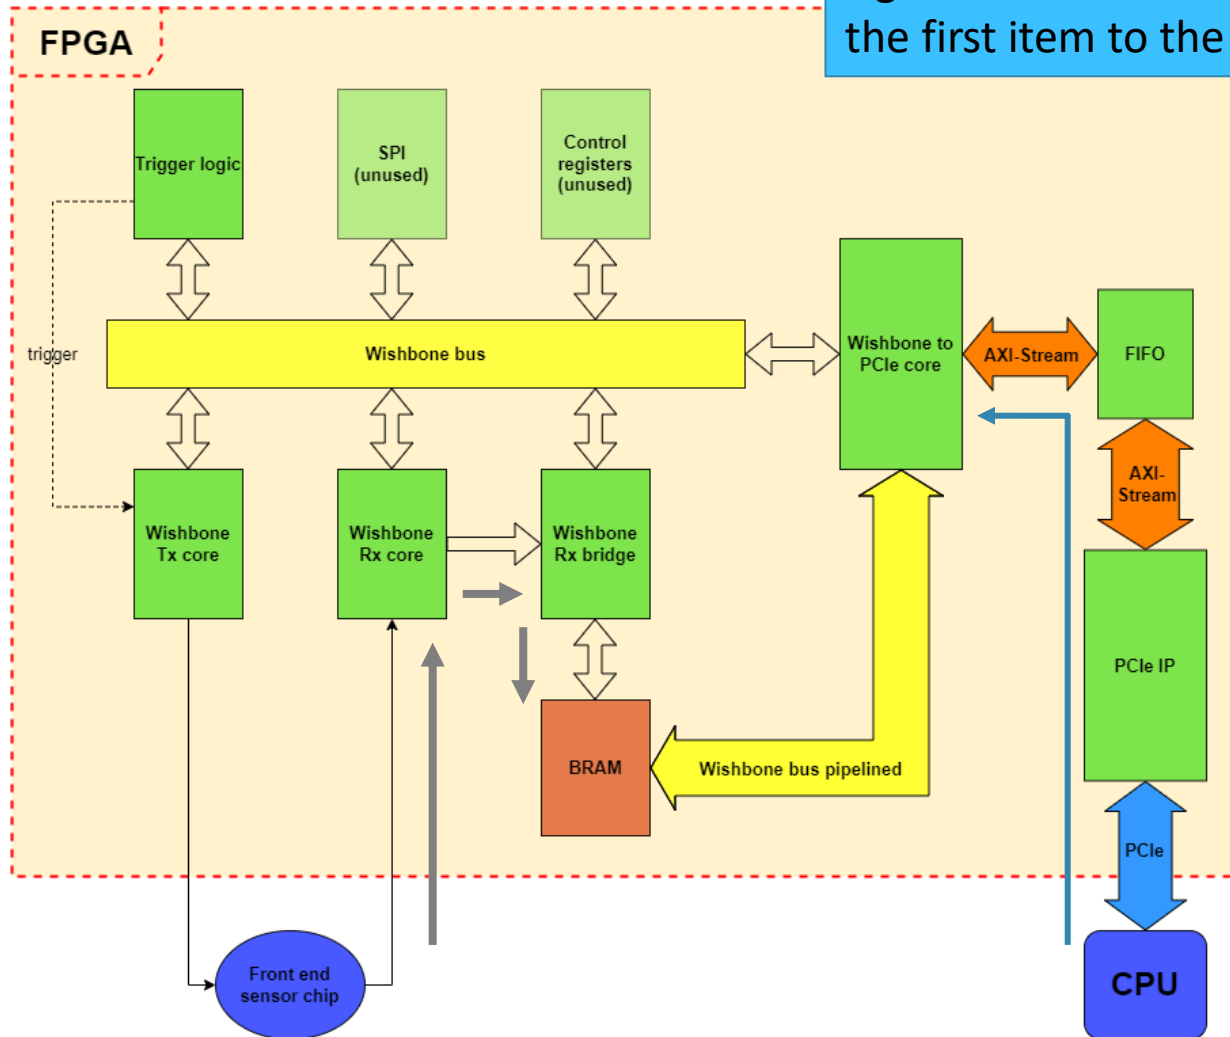 the first item to the
FPGA
Trigger logic
SPI
(unused)
Control
registers
(unused)
trigger
Wishbone bus
Wishbone to
PCIe core
AXI-Stream
FIFO
AXI-
Stream
Wishbone
Tx core
Wishbone
Rx core
Wishbone
Rx bridge
PCIe IP
BRAM
Wishbone bus pipelined
PCIe
Front end
sensor chip
CPU